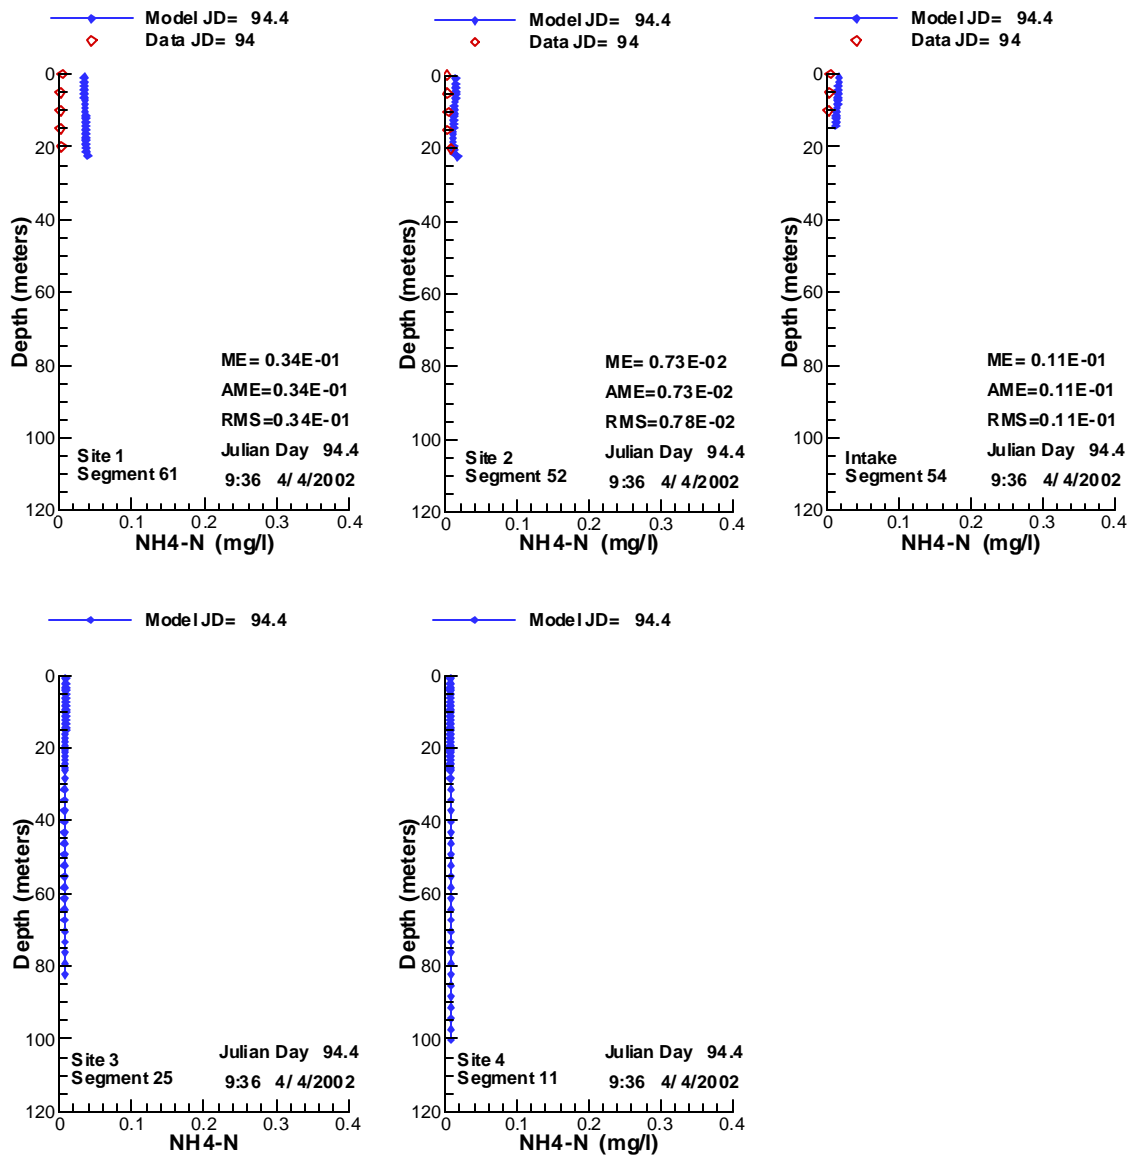 Model JD= 94.4
Data JD= 94
0
20
40
60
80
100
120
Depth (meters)
ME= 0.34E-01
AME=0.34E-01
RMS=0.34E-01
Julian Day 94.4
9:36 4/ 4/2002
Site 1
Segment 61
0 0.1 0.2 0.3 0.4
NH4-N (mg/l)
Model JD= 94.4
Data JD= 94
0
20
40
60
80
100
120
Depth (meters)
ME= 0.73E-02
AME=0.73E-02
RMS=0.78E-02
Julian Day 94.4
9:36 4/ 4/2002
Site 2
Segment 52
0 0.1 0.2 0.3 0.4
NH4-N (mg/l)
Model JD= 94.4
Data JD= 94
0
20
40
60
80
100
120
Depth (meters)
ME= 0.11E-01
AME=0.11E-01
RMS=0.11E-01
Julian Day 94.4
9:36 4/ 4/2002
Intake
Segment 54
0 0.1 0.2 0.3 0.4
NH4-N (mg/l)
Model JD= 94.4
0
20
40
60
80
100
120
Depth (meters)
Julian Day 94.4
9:36 4/ 4/2002
Site 3
Segment 25
0 0.1 0.2 0.3 0.4
NH4-N
Model JD= 94.4
0
20
40
60
80
100
120
Depth (meters)
Julian Day 94.4
9:36 4/ 4/2002
Site 4
Segment 11
0 0.1 0.2 0.3 0.4
NH4-N (mg/l)